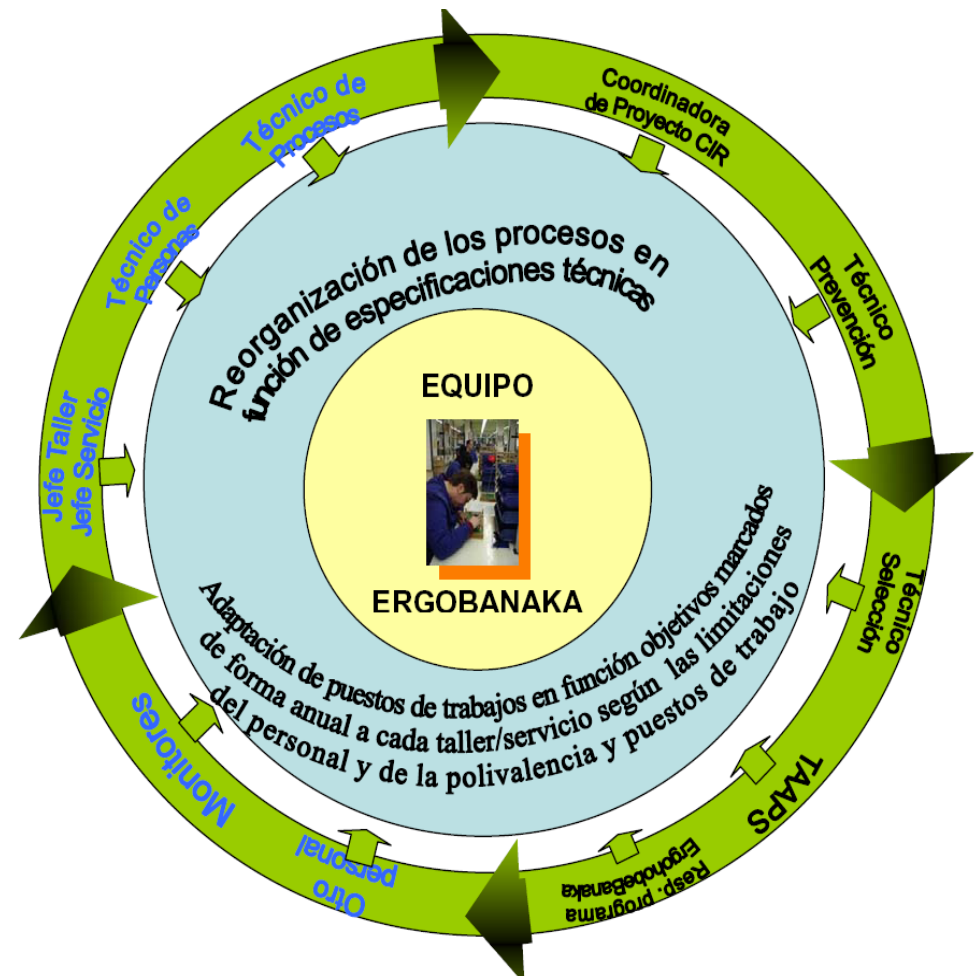 Técnico de
Procesos
Coordinadora
de Proyecto CIR
Técnico de
Personas
Técnico
Prevención
Reorganización de los procesos en
función de especificaciones técnicas
Jefe Taller
Jefe Servicio
EQUIPO
ERGOBANAKA
Adaptación de puestos de trabajos en función objetivos marcados
de forma anual a cada taller/servicio según las limitaciones
del personal y de la polivalencia y puestos de trabajo
Técnico
Selección
Monitores
TAAPS
Otro
personal
Resp. programa
ErgohobeBanaka